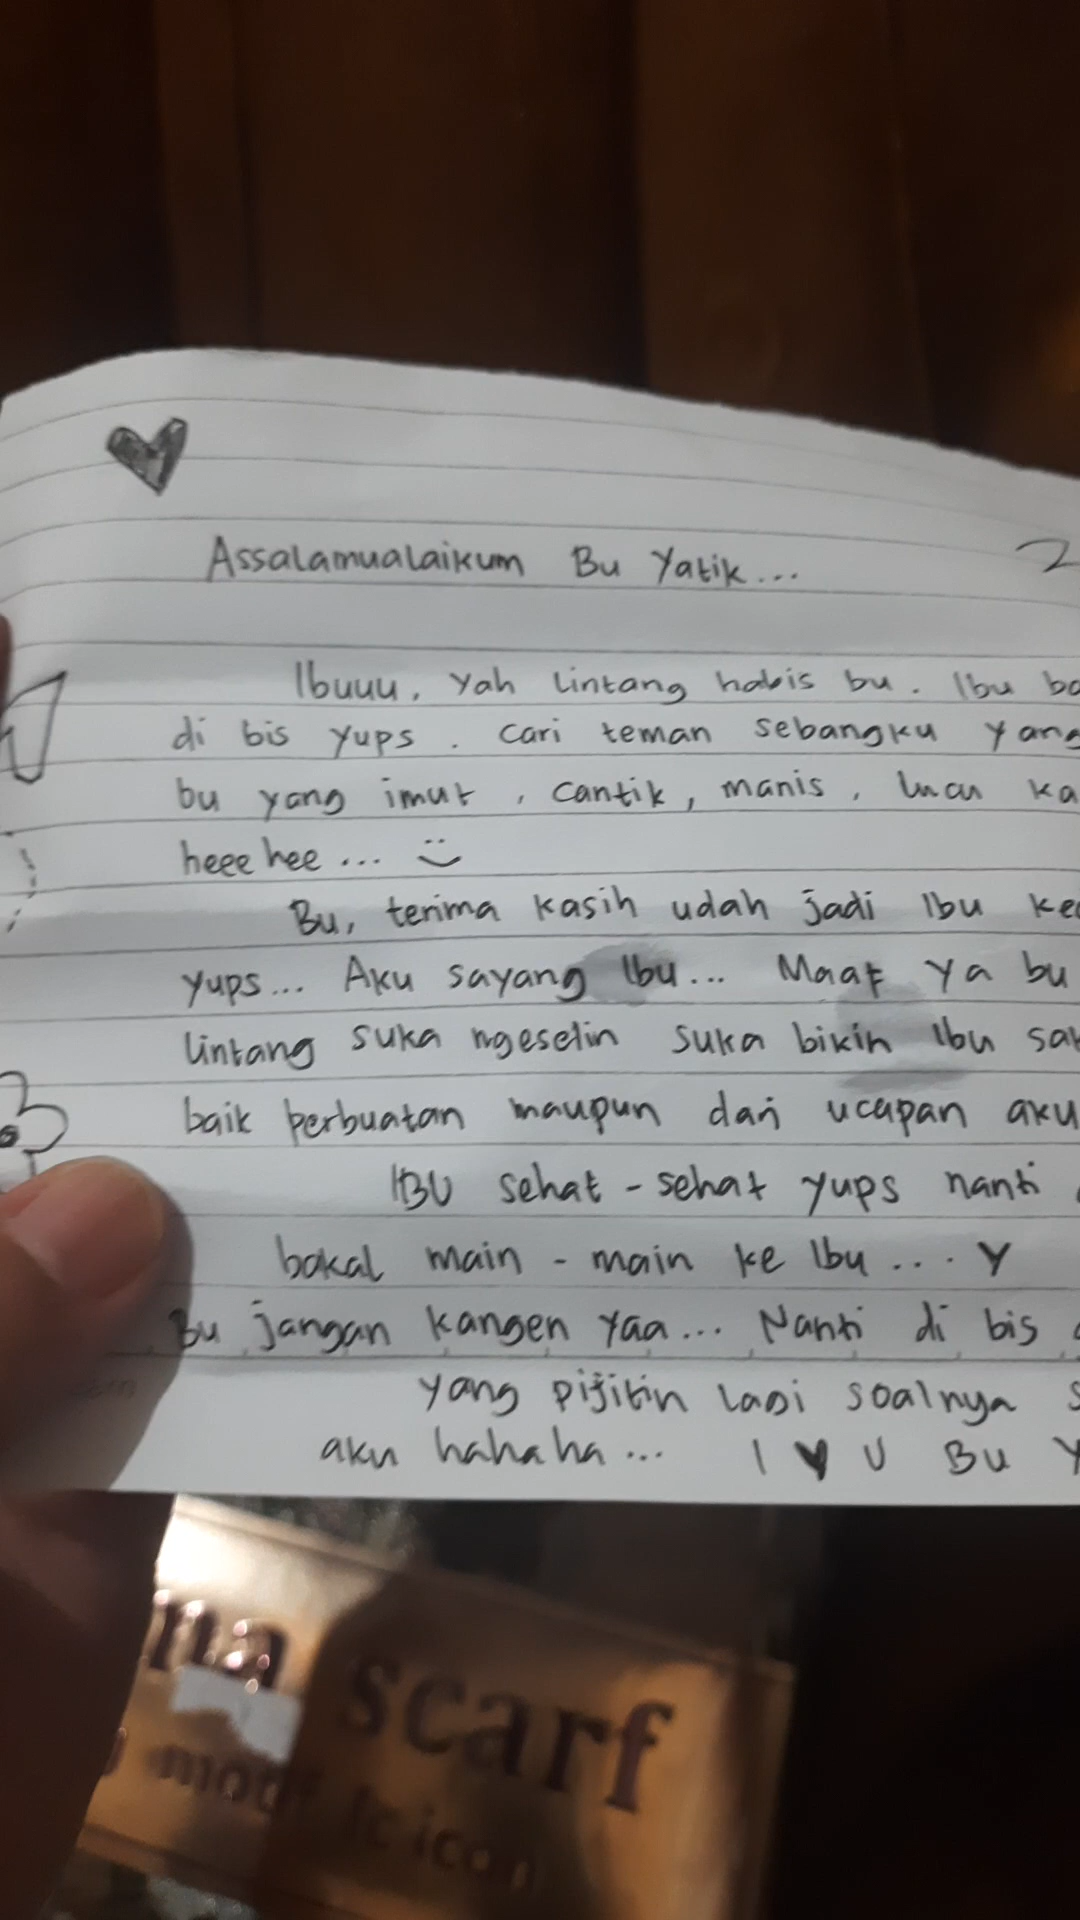 Assalamualaikum Bu Yatik...
2
Ibuuu, Yah lintang habis bu. Ibu
di bis yups. cari teman sebangku yang
bu yang imut, cantik, manis,
heee hee ...
Bu, terima kasih udah jadi Ibu
yups... Aku sayang Ibu... Maaf ya bu
lintang suka ngeselin suka bikin Ibu
baik perbuatan maupun dari ucapan aku
IBU sehat - sehat yups nanti
bakal main - main ke Ibu .... Y
Bu jangan kangen yaa... Nanti di bis
yang pijitin lagi soalnya
aku hahaha... I ♥ U Bu Y
na scarf